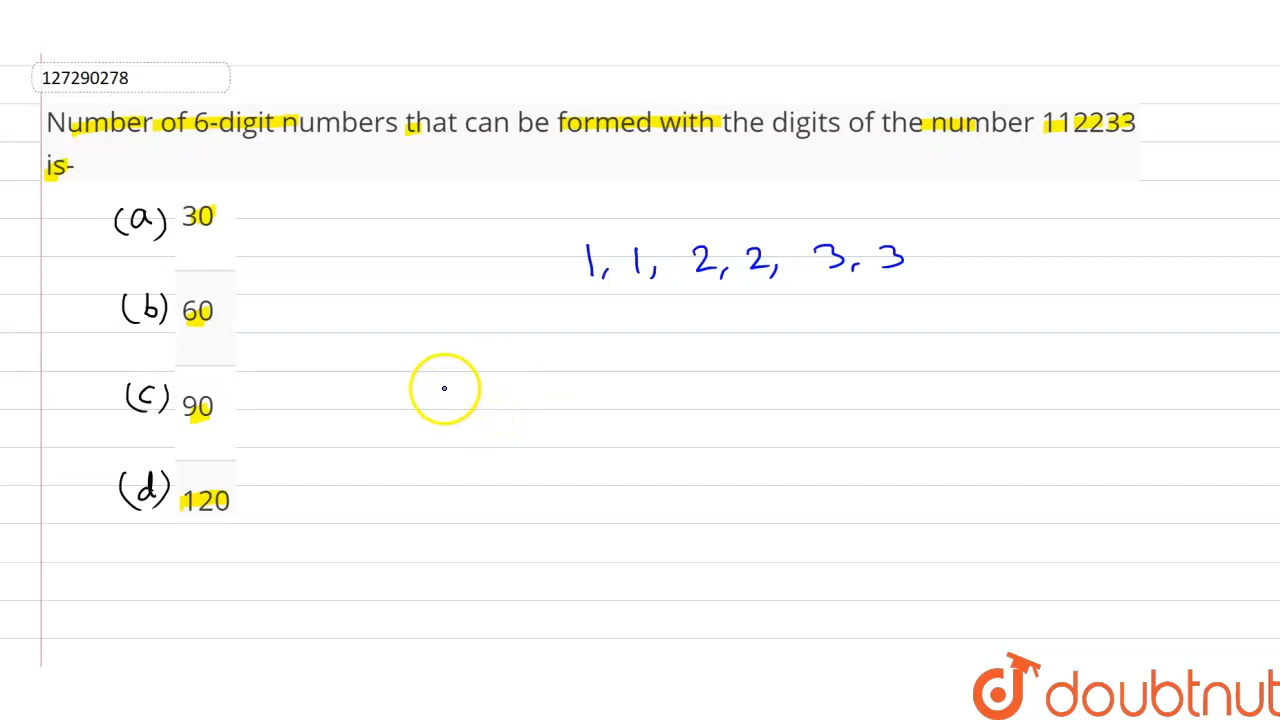 127290278
Number of 6-digit numbers that can be formed with the digits of the number 112233
is-
(a) 30
1, 1, 2, 2, 3, 3
(b) 60
(c) 90
(d) 120
doubtnut